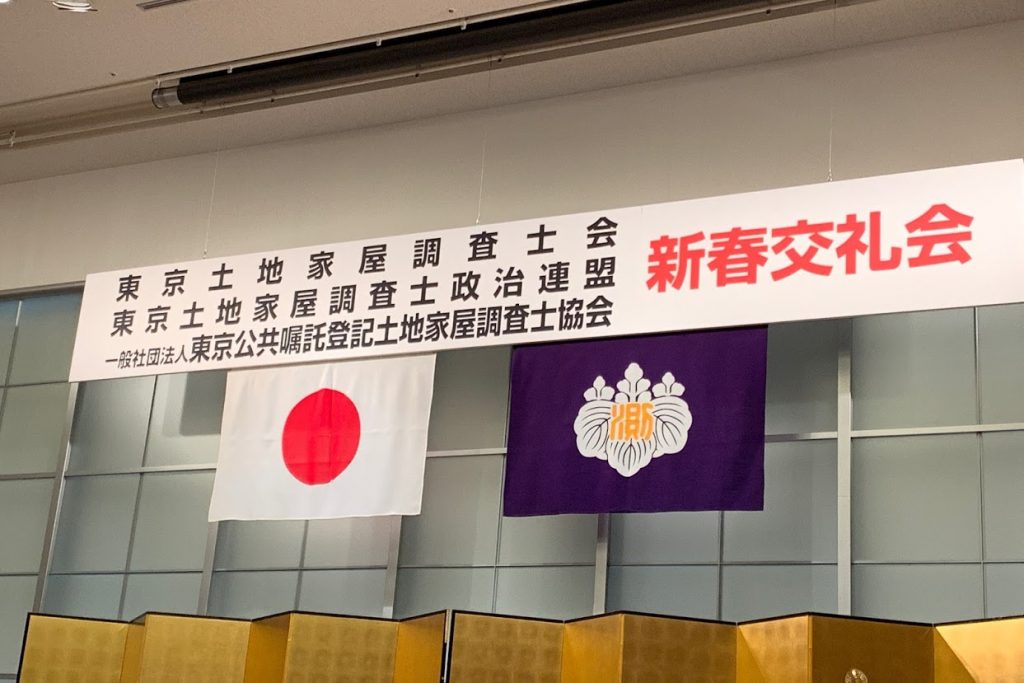 東京土地家屋調査士会
東京土地家屋調査士政治連盟
一般社団法人東京公共嘱託登記土地家屋調査士協会
新春交礼会
測